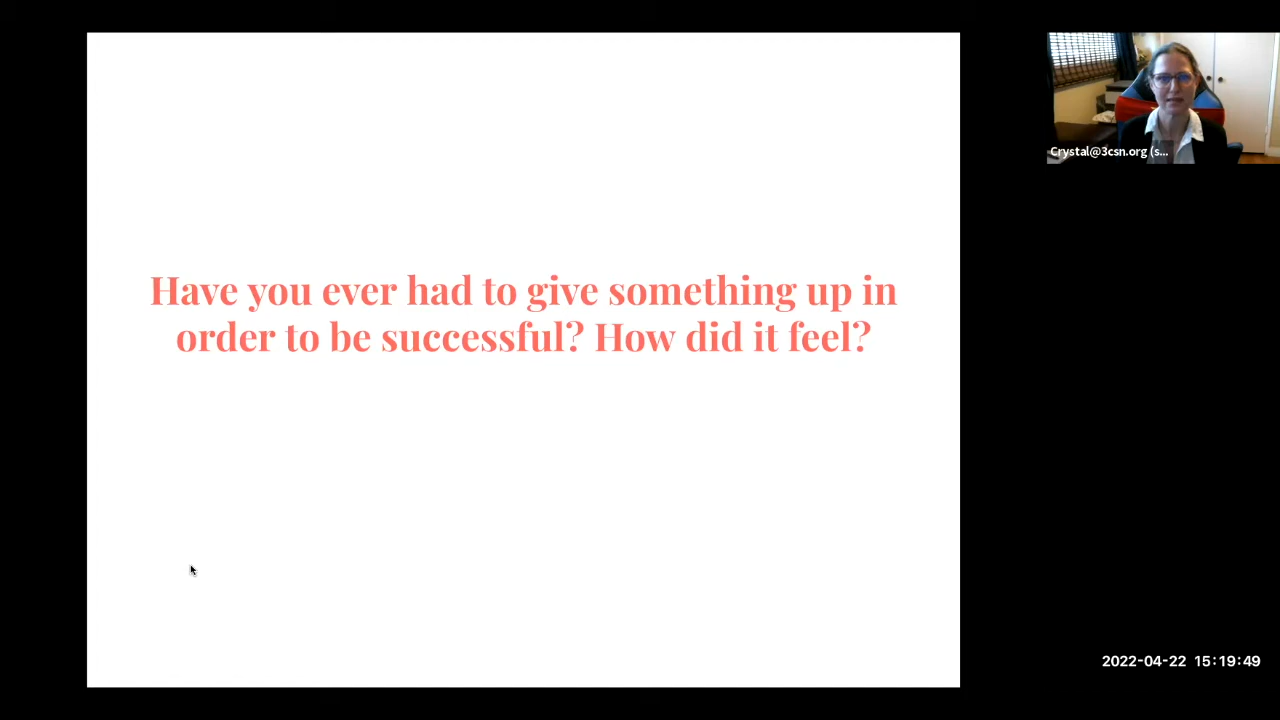 Have you ever had to give something up in
order to be successful? How did it feel?
Crystal@3csn.org (s...
2022-04-22 15:19:49